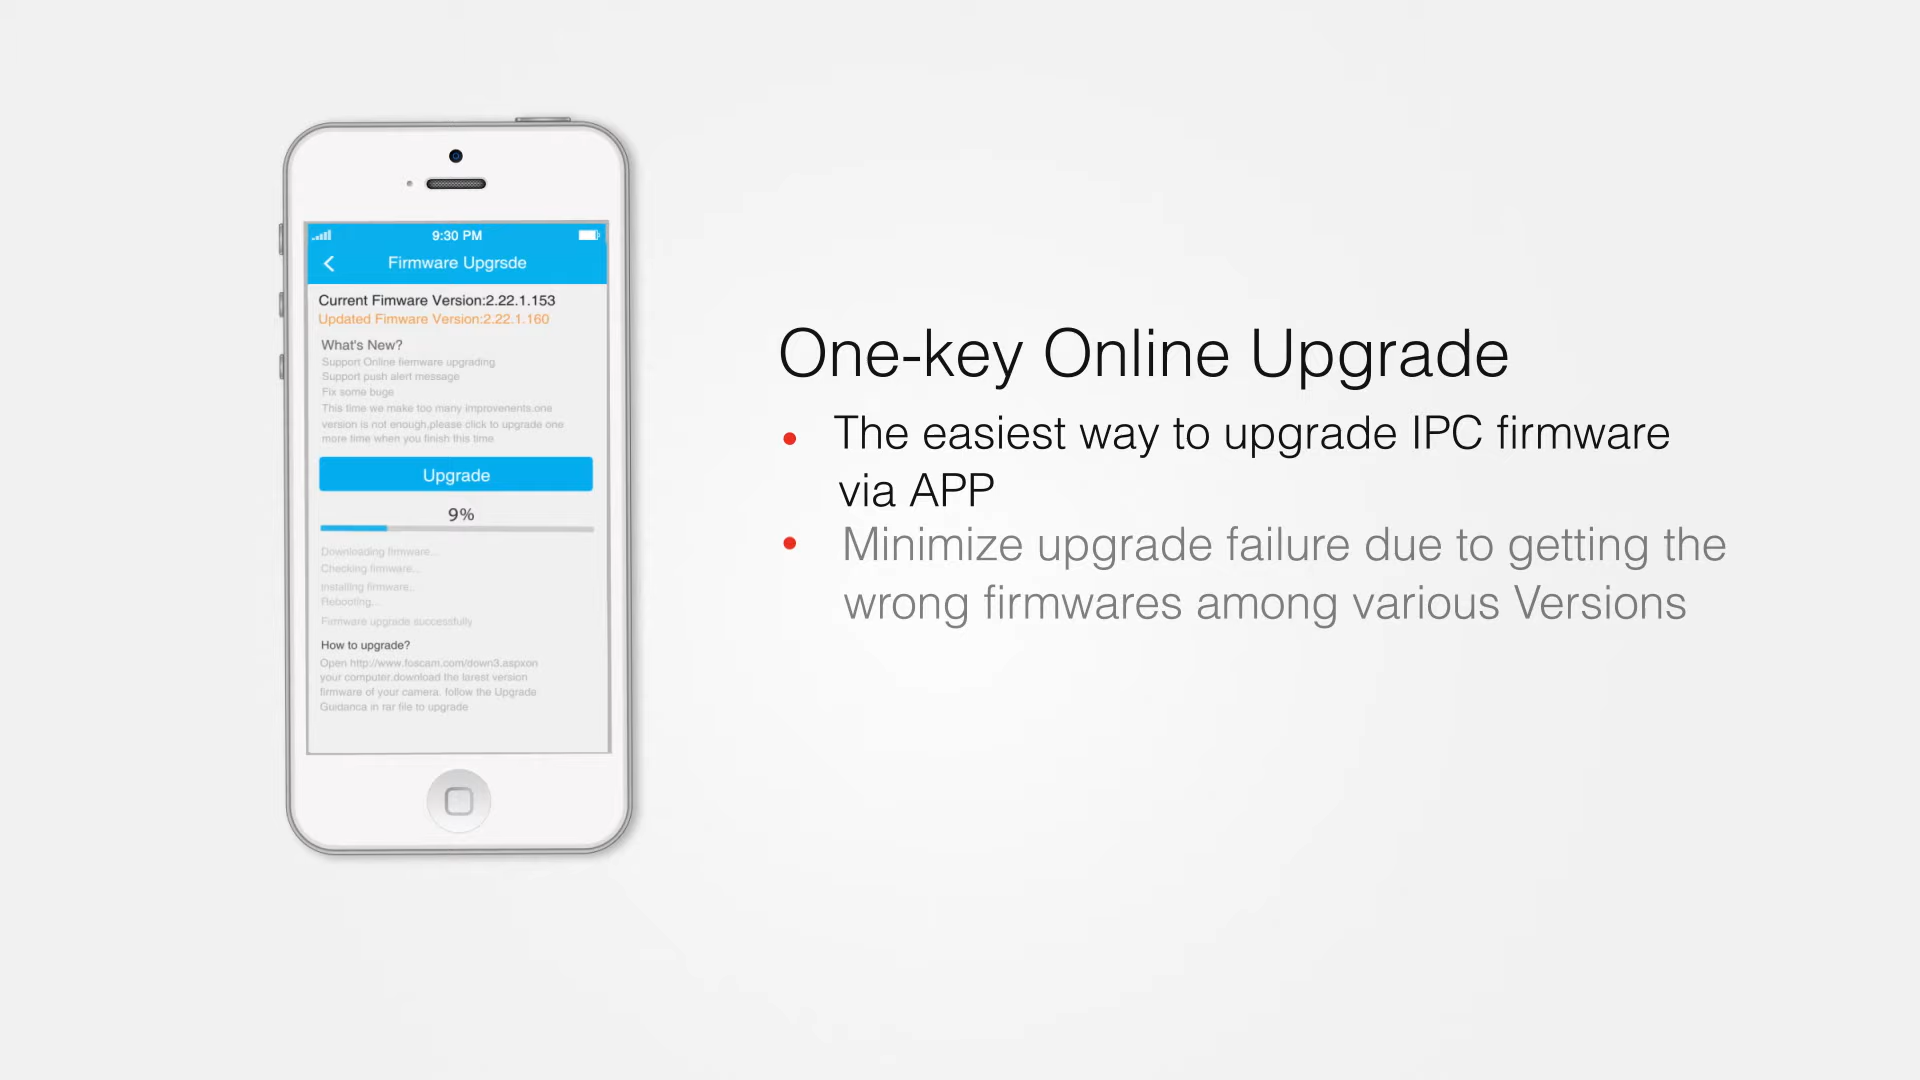 9:30 PM
Firmware Upgrsde
Current Fimware Version:2.22.1.153
Updated Fimware Version:2.22.1.160
What's New?
Support Online fiemware upgrading
Support push alert message
Fix some buge
This time we make too many improvenents.one
version is not enough,please click to upgrade one
more time when you finish this time
Upgrade
9%
Downloading firmware...
Checking firmware...
Installing firmware...
Rebooting...
Firmware upgrade successfully
How to upgrade?
Open http://www.foscam.com/down3.aspxon
your computer.download the larest version
firmware of your camera. follow the Upgrade
Guidanca in rar file to upgrade
One-key Online Upgrade
• The easiest way to upgrade IPC firmware
via APP
• Minimize upgrade failure due to getting the
wrong firmwares among various Versions